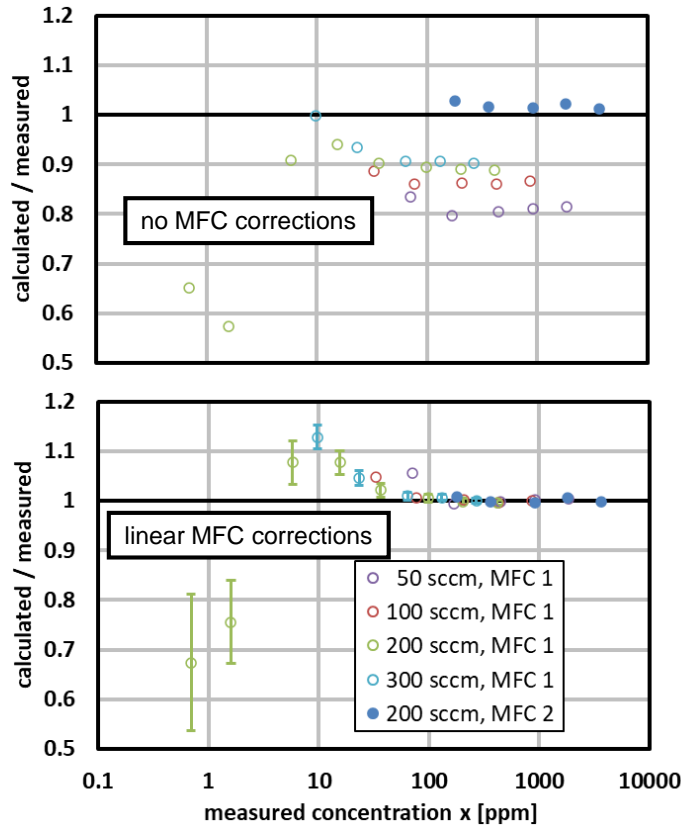 1.2
1.1
1
0.9
0.8
0.7
0.6
0.5
calculated / measured
no MFC corrections
1.2
1.1
1
0.9
0.8
0.7
0.6
0.5
calculated / measured
linear MFC corrections
50 sccm, MFC 1
100 sccm, MFC 1
200 sccm, MFC 1
300 sccm, MFC 1
200 sccm, MFC 2
0.1 1 10 100 1000 10000
measured concentration x [ppm]